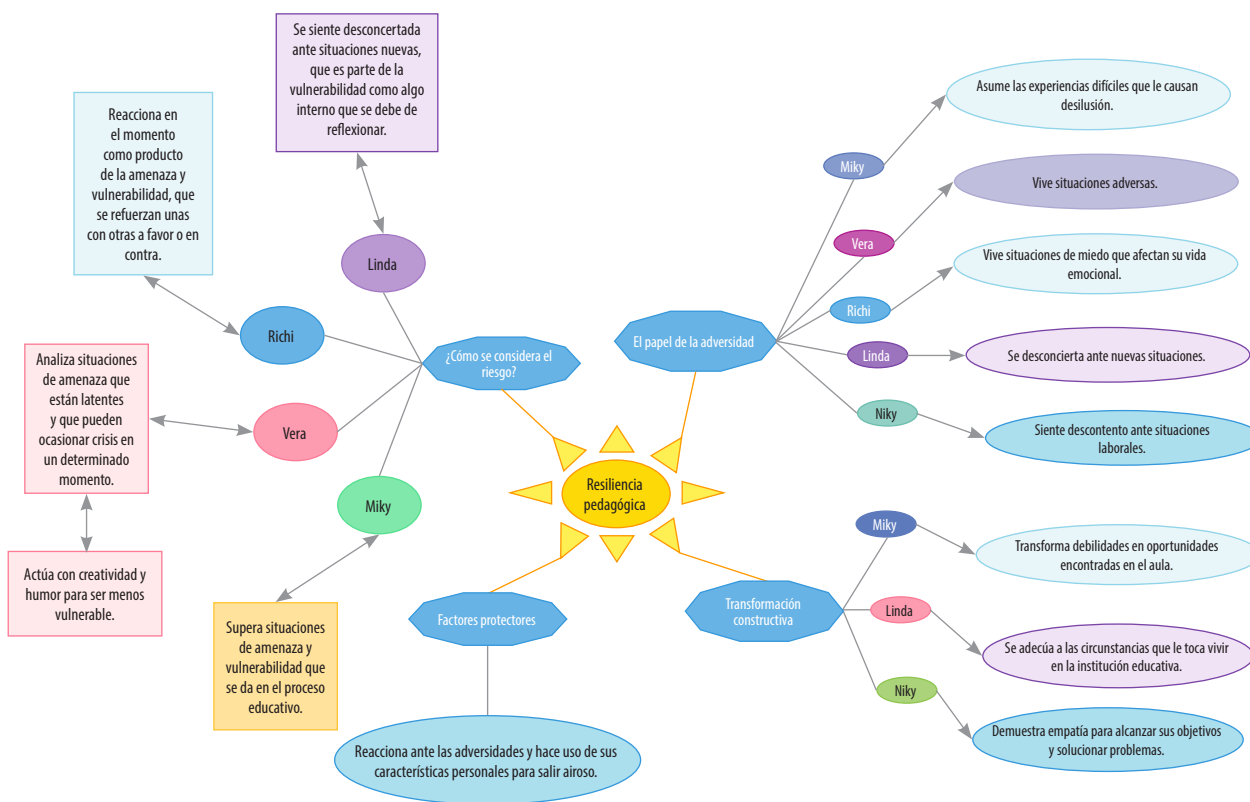 Se siente desconcertada
ante situaciones nuevas,
que es parte de la
vulnerabilidad como algo
interno que se debe de
reflexionar.
Reacciona en
el momento
como producto
de la amenaza y
vulnerabilidad, que
se refuerzan unas
con otras a favor o en
contra.
Linda
Richi
Analiza situaciones
de amenaza que
están latentes
y que pueden
ocasionar crisis en
un determinado
momento.
Vera
Miky
Actúa con creatividad y
humor para ser menos
vulnerable.
Supera situaciones
de amenaza y
vulnerabilidad que
se da en el proceso
educativo.
¿Cómo se considera el
riesgo?
Resiliencia
pedagógica
Factores protectores
Reacciona ante las adversidades y hace uso de sus
características personales para salir airoso.
El papel de la adversidad
Miky
Asume las experiencias difíciles que le causan
desilusión.
Vera
Vive situaciones adversas.
Richi
Vive situaciones de miedo que afectan su vida
emocional.
Linda
Se desconcierta ante nuevas situaciones.
Niky
Siente descontento ante situaciones
laborales.
Transformación
constructiva
Miky
Transforma debilidades en oportunidades
encontradas en el aula.
Linda
Se adecúa a las circunstancias que le toca vivir
en la institución educativa.
Niky
Demuestra empatía para alcanzar sus objetivos
y solucionar problemas.